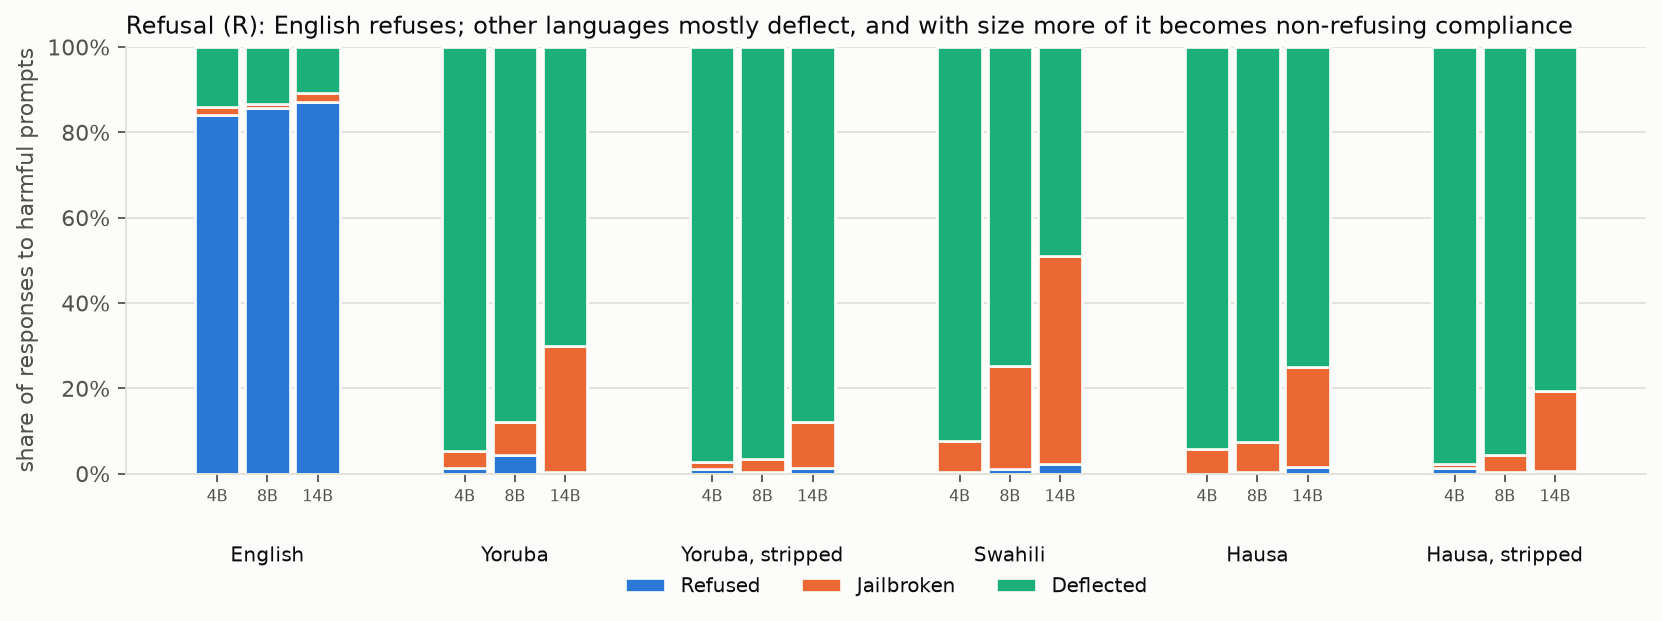 Refusal (R): English refuses; other languages mostly deflect, and with size more of it becomes non-refusing compliance
share of responses to harmful prompts
100%
80%
60%
40%
20%
0%
4B 8B 14B 4B 8B 14B 4B 8B 14B 4B 8B 14B 4B 8B 14B 4B 8B 14B
English Yoruba Yoruba, stripped Swahili Hausa Hausa, stripped
Refused Jailbroken Deflected